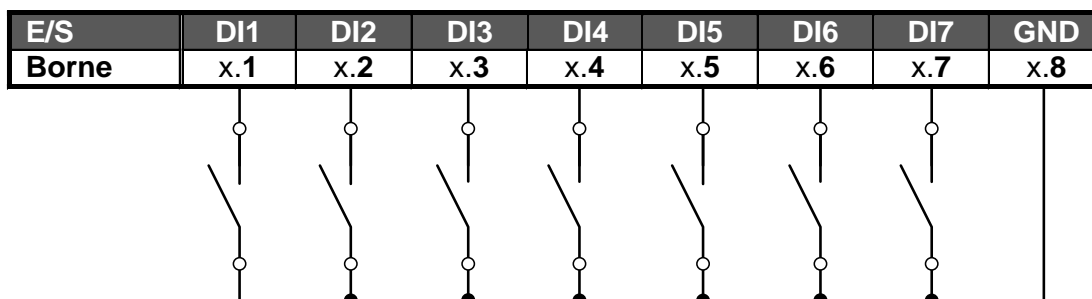 E/S DI1 DI2 DI3 DI4 DI5 DI6 DI7 GND
Borne x.1 x.2 x.3 x.4 x.5 x.6 x.7 x.8